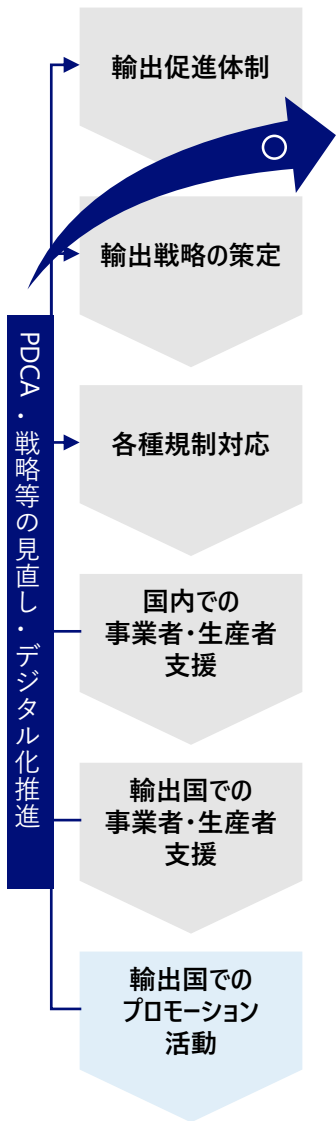 輸出促進体制
輸出戦略の策定
PDCA・戦略等の見直し・デジタル化推進
各種規制対応
国内での
事業者・生産者
支援
輸出国での
事業者・生産者
支援
輸出国での
プロモーション
活動